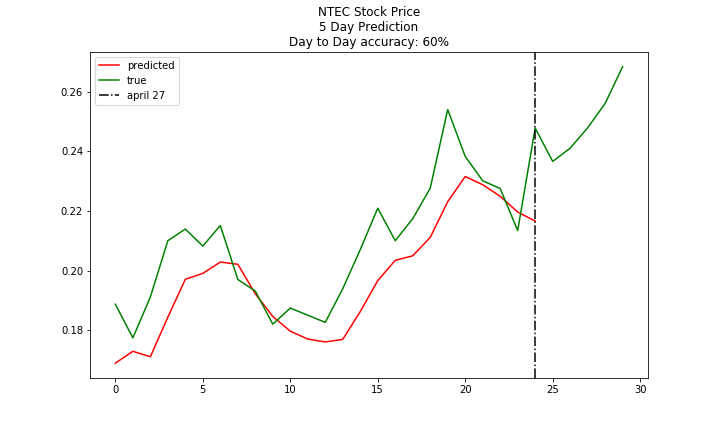 NTEC Stock Price
5 Day Prediction
Day to Day accuracy: 60%
predicted
true
april 27
0.26
0.24
0.22
0.20
0.18
0 5 10 15 20 25 30